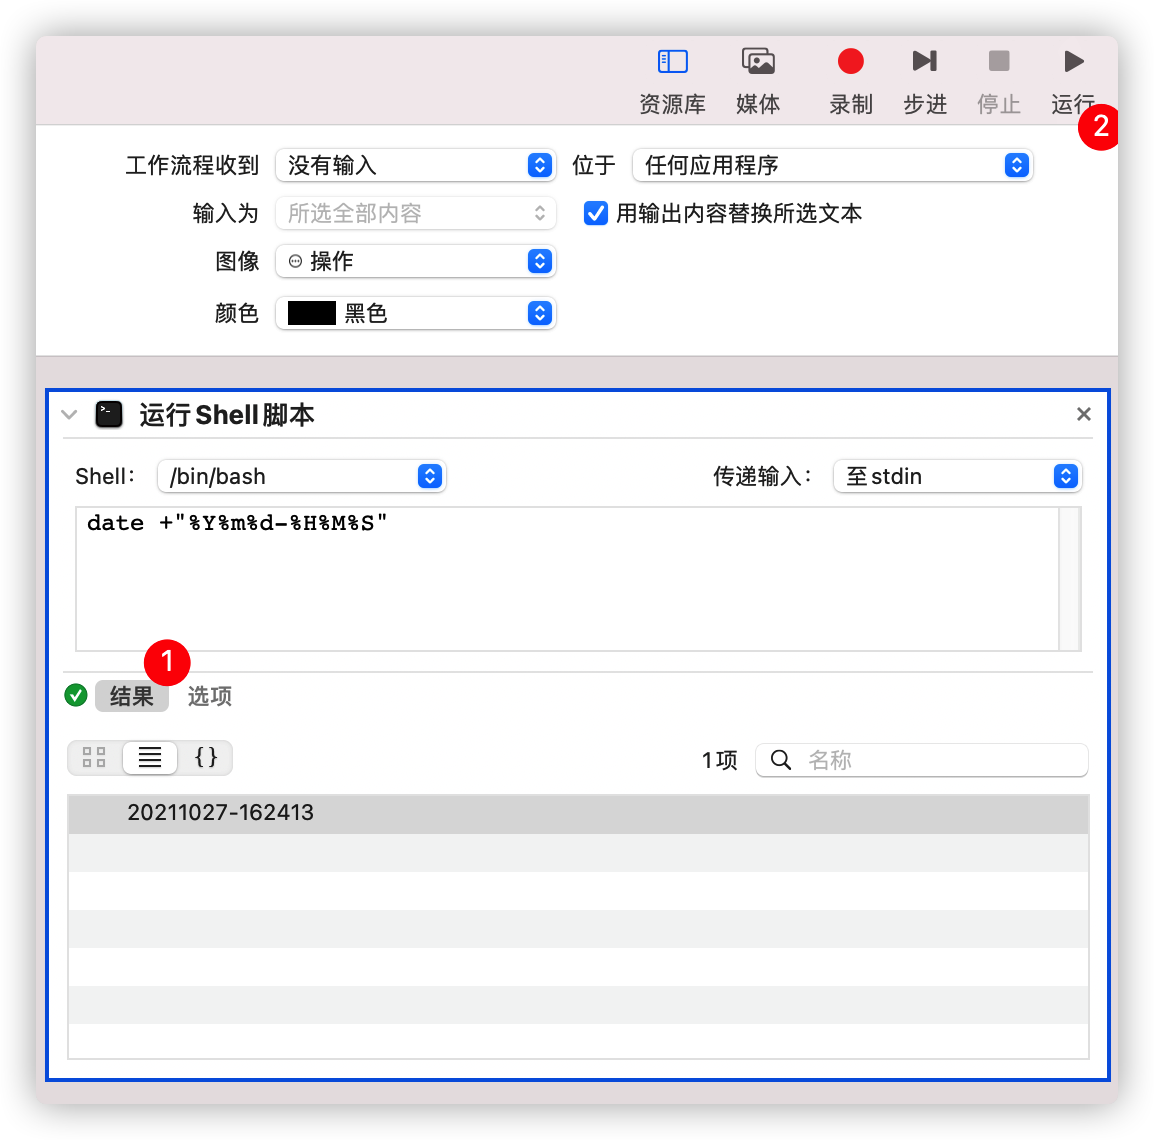 资源库 媒体 录制 步进 停止 运行
2
工作流程收到 没有输入 位于 任何应用程序
输入为 所选全部内容 用输出内容替换所选文本
图像 操作
颜色 黑色
运行 Shell 脚本
Shell： /bin/bash 传递输入： 至 stdin
date +"%Y%m%d-%H%M%S"
1
结果 选项
{} 1 项 名称
20211027-162413